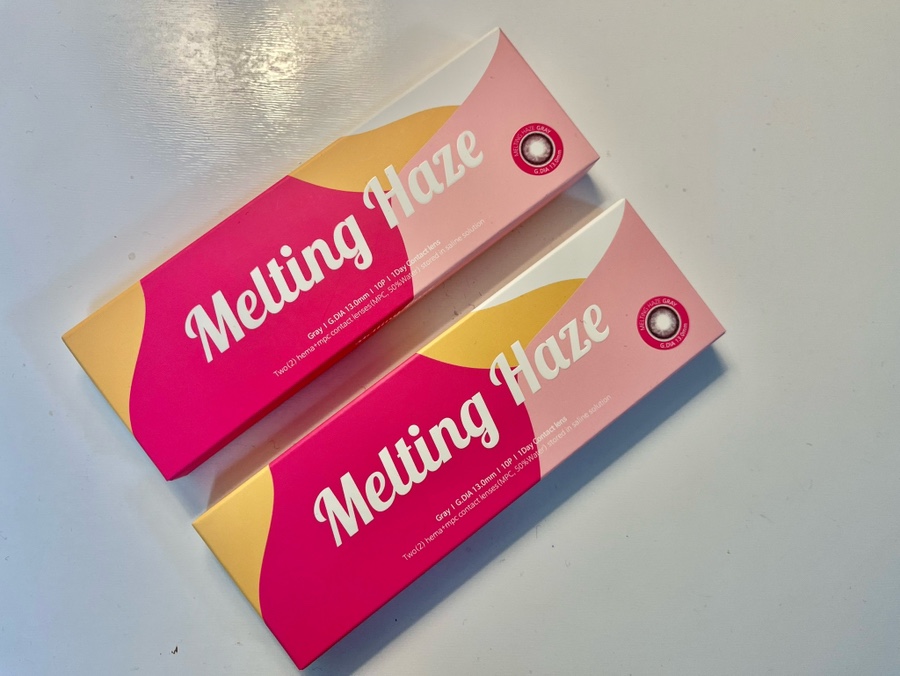 Melting Haze
Gray | G.DIA 13.0mm | 10P | 1Day Contact lens
Two(2) hema+mpc contact lenses(MPC, 50%Water) stored in saline solution
MELTING HAZE GRAY
G.DIA 13.0mm
Melting Haze
Gray | G.DIA 13.0mm | 10P | 1Day Contact lens
Two(2) hema+mpc contact lenses(MPC, 50%Water) stored in saline solution
MELTING HAZE GRAY
G.DIA 13.0mm